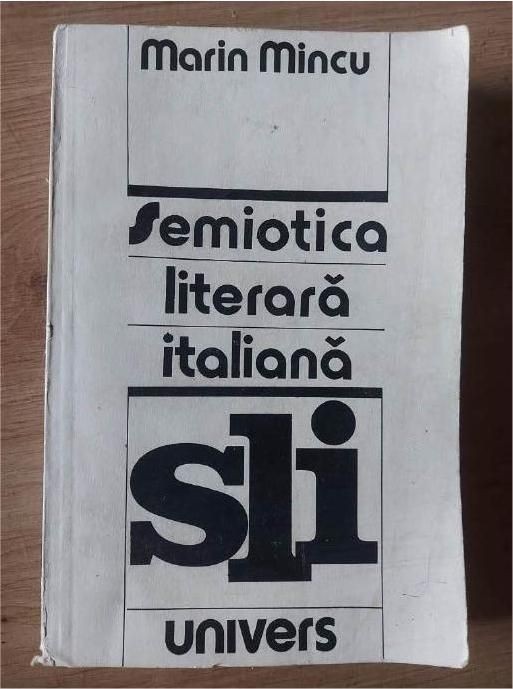 Marin Mincu
Semiotica
literară
italiană
sli
univers